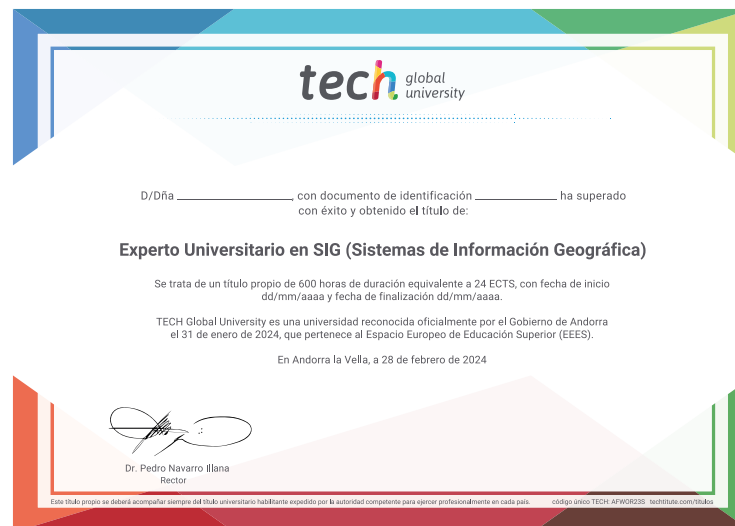 tech global university
D/Dña ____________, con documento de identificación ____________ ha superado
con éxito y obtenido el título de:
Experto Universitario en SIG (Sistemas de Información Geográfica)
Se trata de un título propio de 600 horas de duración equivalente a 24 ECTS, con fecha de inicio
dd/mm/aaaa y fecha de finalización dd/mm/aaaa.
TECH Global University es una universidad reconocida oficialmente por el Gobierno de Andorra
el 31 de enero de 2024, que pertenece al Espacio Europeo de Educación Superior (EEES).
En Andorra la Vella, a 28 de febrero de 2024
Dr. Pedro Navarro Illana
Rector
Este título propio se deberá acompañar siempre del título universitario habilitante expedido por la autoridad competente para ejercer profesionalmente en cada país. código único TECH: AFWOR23S techtitute.com/titulos